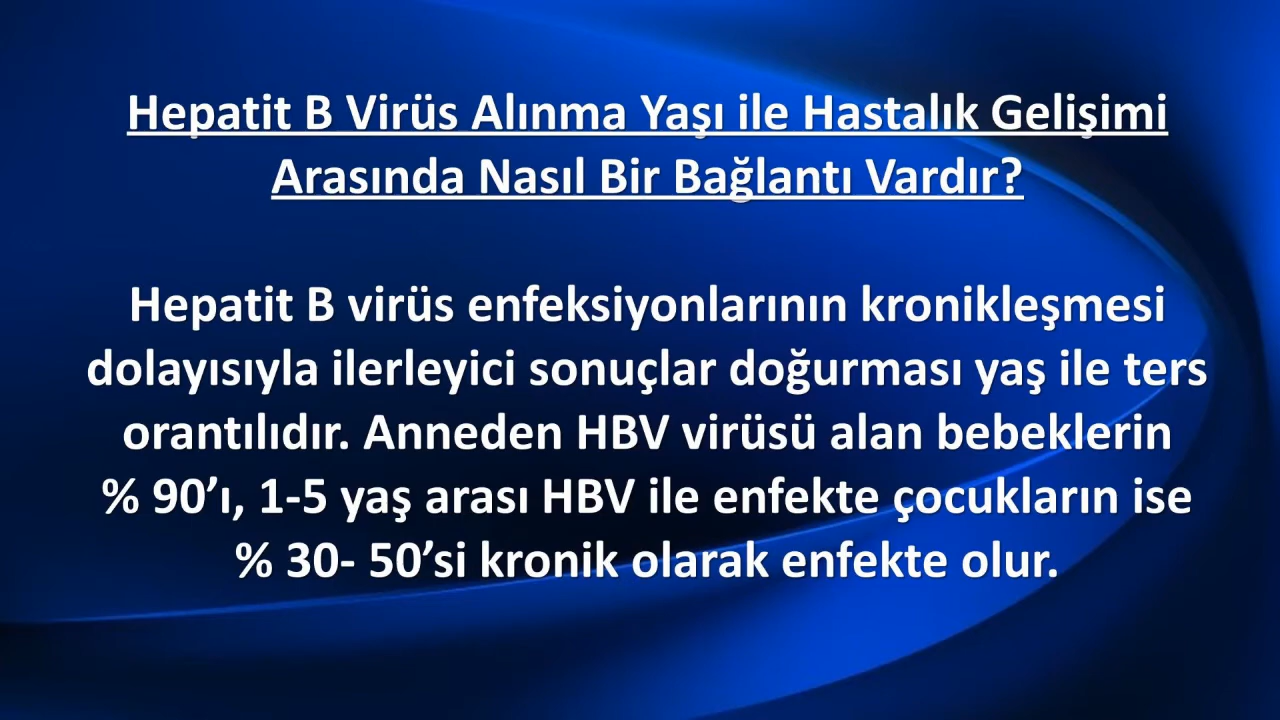 Hepatit B Virüs Alınma Yaşı ile Hastalık Gelişimi
Arasında Nasıl Bir Bağlantı Vardır?
Hepatit B virüs enfeksiyonlarının kronikleşmesi
dolayısıyla ilerleyici sonuçlar doğurması yaş ile ters
orantılıdır. Anneden HBV virüsü alan bebeklerin
% 90’ı, 1-5 yaş arası HBV ile enfekte çocukların ise
% 30- 50’si kronik olarak enfekte olur.